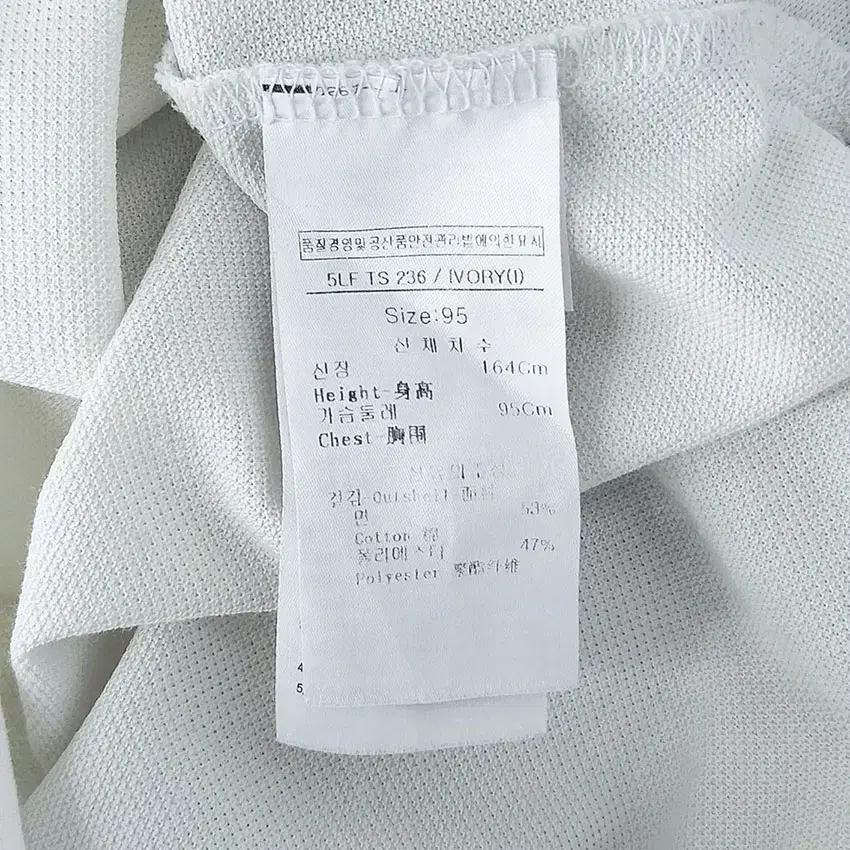 품질경영및공산품안전관리법에의한표시
5LF TS 236 / IVORY(I)
Size:95
신체치수
신장 164Cm
Height-身高
가슴둘레 95Cm
Chest-胸围
겉감-Outshell-面料
면 53%
Cotton 棉
폴리에스터 47%
Polyester 聚酯纤维
4
5